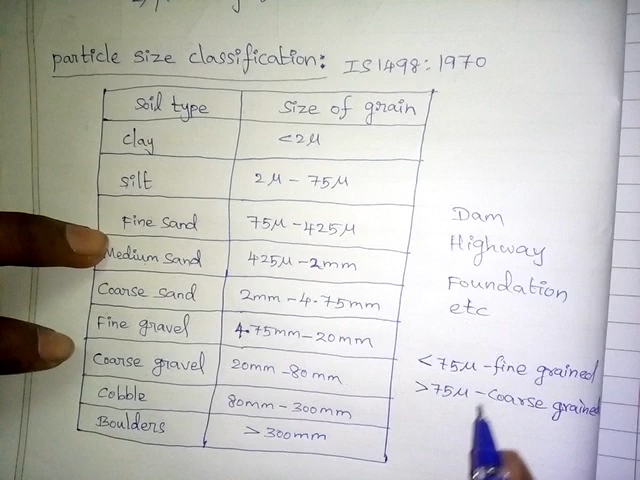 particle size classification: IS1498:1970
Soil type Size of grain
clay <2μ
silt 2μ - 75μ
Fine sand 75μ - 425μ
Medium sand 425μ - 2mm
Coarse sand 2mm - 4.75mm
Fine gravel 4.75mm - 20mm
Coarse gravel 20mm - 80mm
Cobble 80mm - 300mm
Boulders >300mm
Dam
Highway
Foundation
etc
<75μ - fine grained
>75μ - Coarse grained